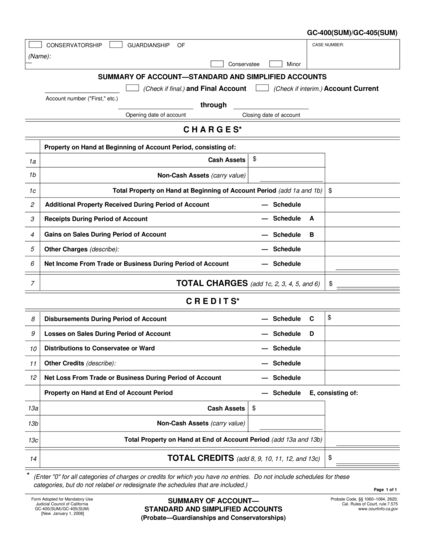 GC-400(SUM)/GC-405(SUM)
CONSERVATORSHIP GUARDIANSHIP OF
CASE NUMBER:
(Name):
Conservatee Minor
SUMMARY OF ACCOUNT—STANDARD AND SIMPLIFIED ACCOUNTS
(Check if final.) and Final Account (Check if interim.) Account Current
Account number ("First," etc.)
through
Opening date of account Closing date of account
CHARGES*
Property on Hand at Beginning of Account Period, consisting of:
1a Cash Assets $
1b Non-Cash Assets (carry value)
1c Total Property on Hand at Beginning of Account Period (add 1a and 1b) $
2 Additional Property Received During Period of Account — Schedule
3 Receipts During Period of Account — Schedule A
4 Gains on Sales During Period of Account — Schedule B
5 Other Charges (describe): — Schedule
6 Net Income From Trade or Business During Period of Account — Schedule
7 TOTAL CHARGES (add 1c, 2, 3, 4, 5, and 6) $
CREDITS*
8 Disbursements During Period of Account — Schedule C $
9 Losses on Sales During Period of Account — Schedule D
10 Distributions to Conservatee or Ward — Schedule
11 Other Credits (describe): — Schedule
12 Net Loss From Trade or Business During Period of Account — Schedule
Property on Hand at End of Account Period — Schedule E, consisting of:
13a Cash Assets $
13b Non-Cash Assets (carry value)
13c Total Property on Hand at End of Account Period (add 13a and 13b)
14 TOTAL CREDITS (add 8, 9, 10, 11, 12, and 13c) $
* (Enter "0" for all categories of charges or credits for which you have no entries. Do not include schedules for these
categories, but do not relabel or redesignate the schedules that are included.)
Page 1 of 1
Form Adopted for Mandatory Use
Judicial Council of California
GC-400(SUM)/GC-405(SUM)
[New January 1, 2008]
SUMMARY OF ACCOUNT—
STANDARD AND SIMPLIFIED ACCOUNTS
(Probate—Guardianships and Conservatorships)
Probate Code, §§ 1060–1064, 2620;
Cal. Rules of Court, rule 7.575
www.courtinfo.ca.gov